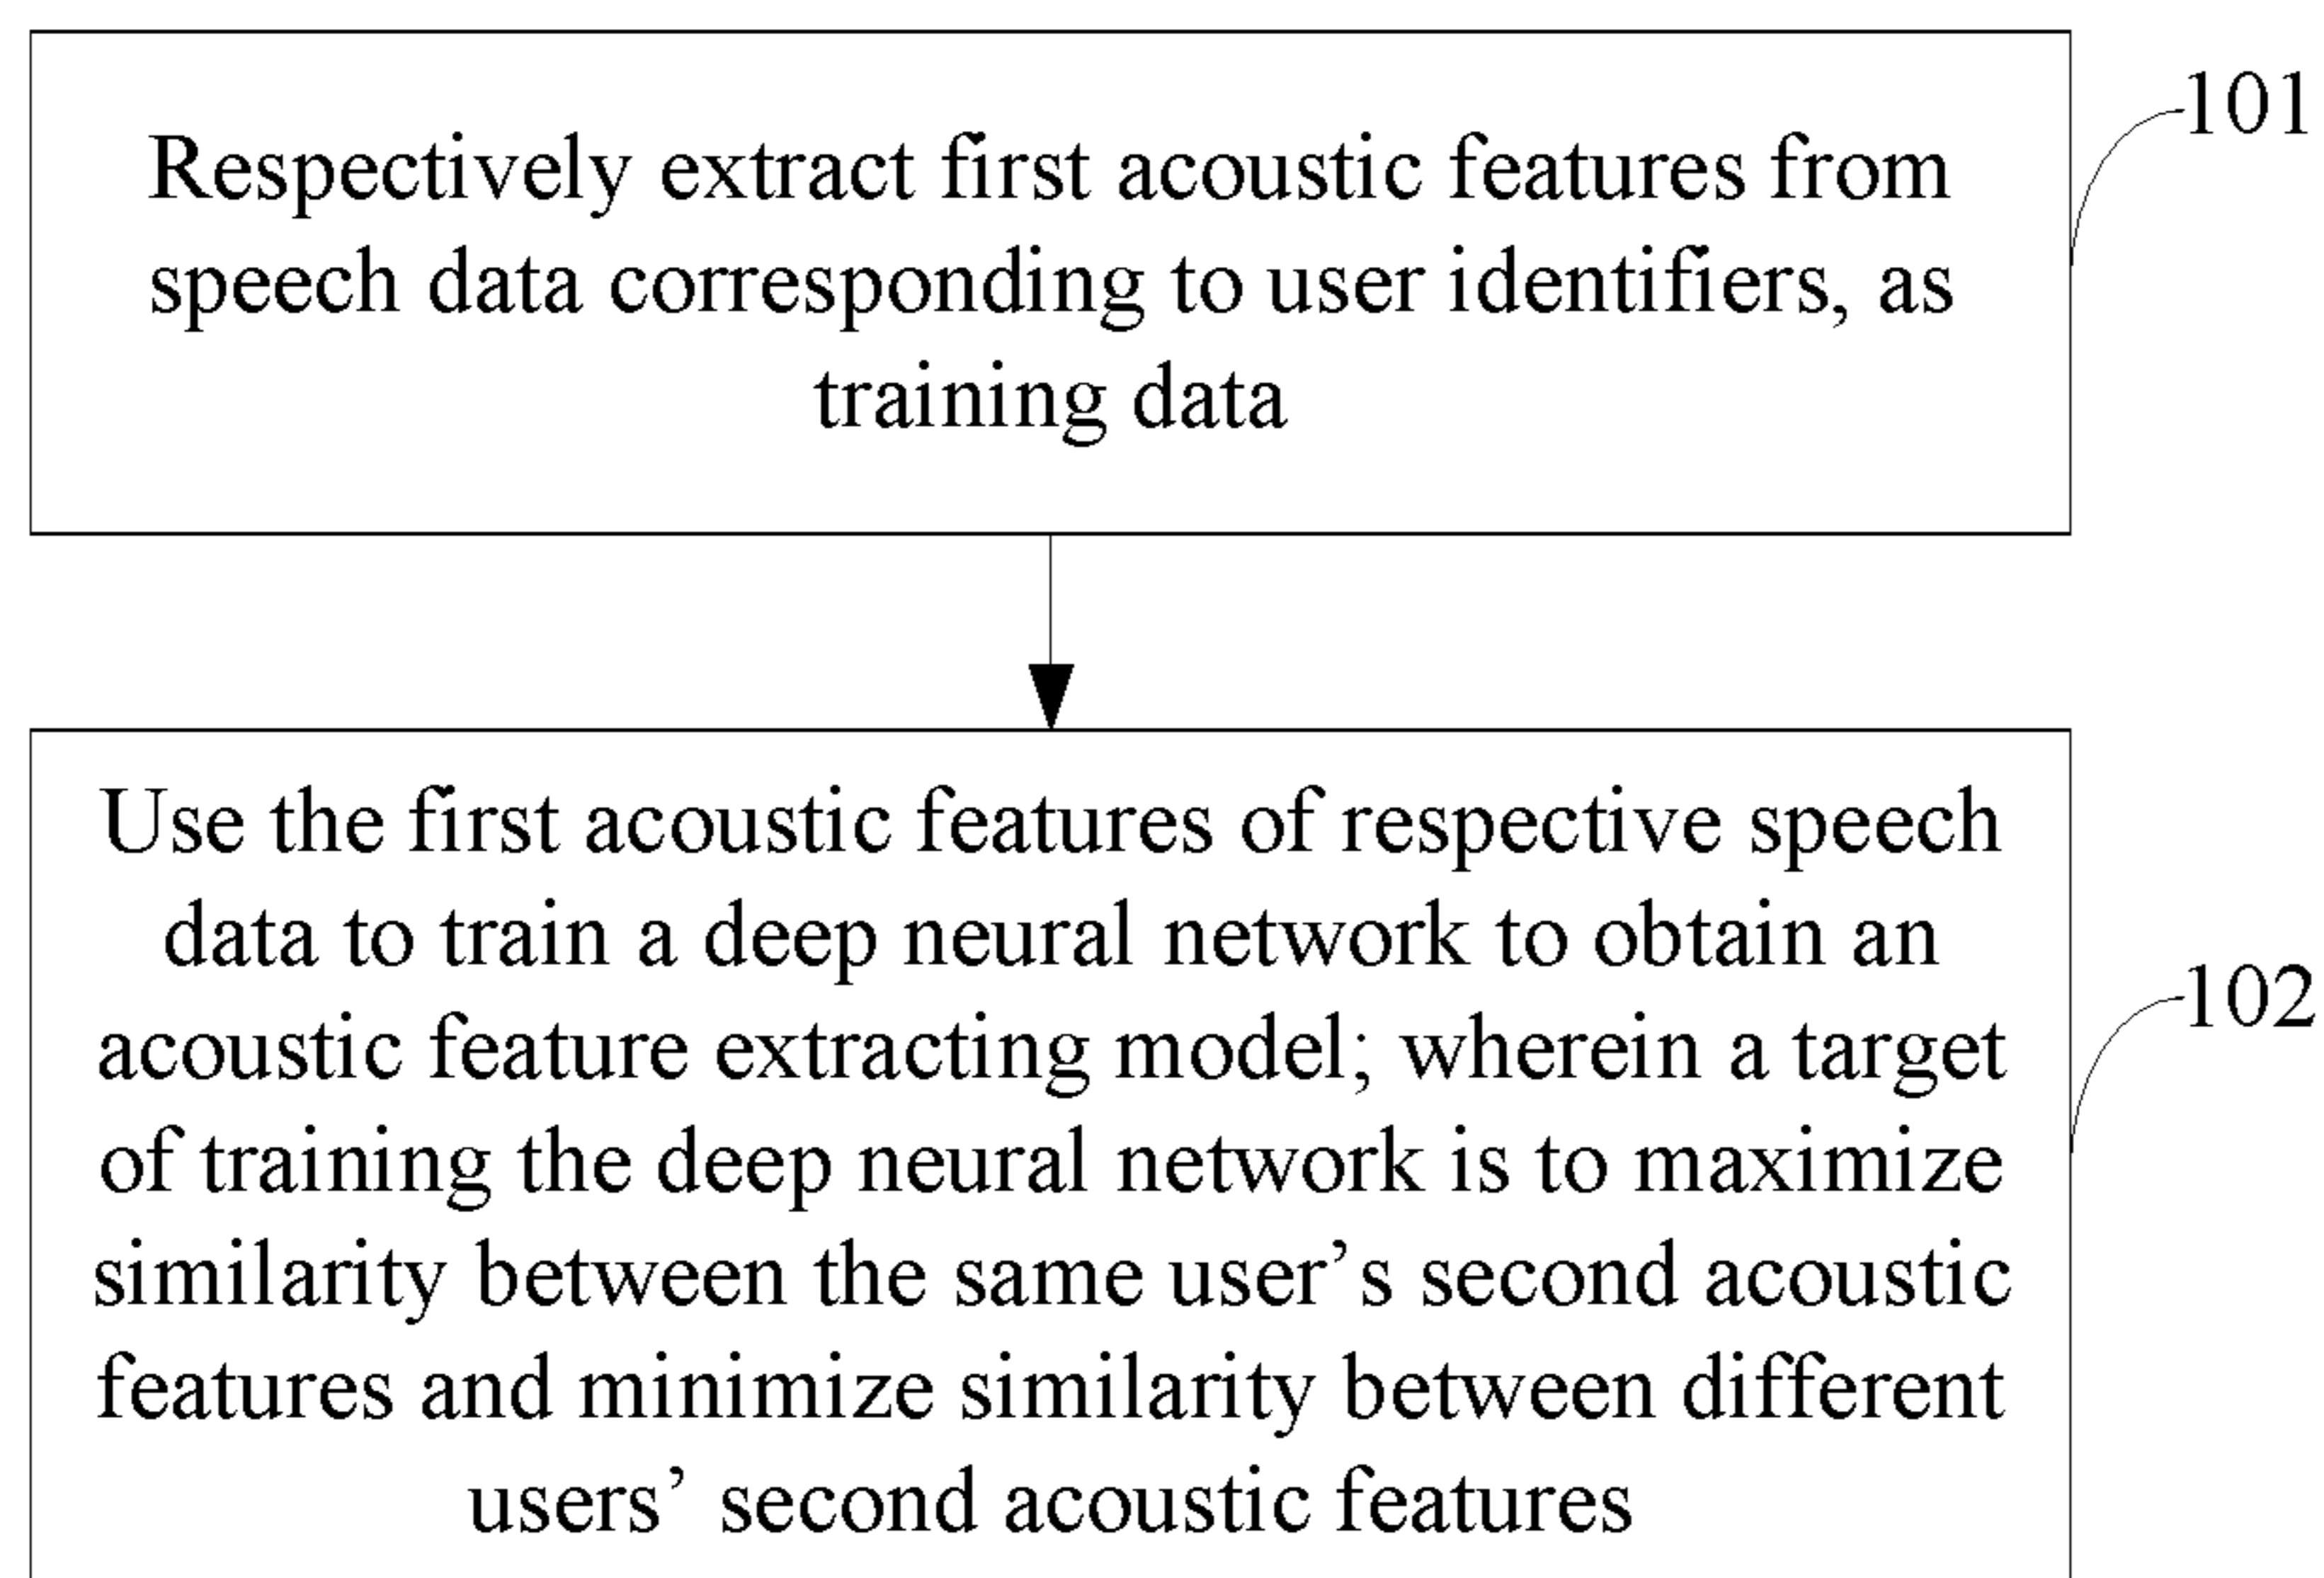 Respectively extract first acoustic features from
speech data corresponding to user identifiers, as
training data
101
Use the first acoustic features of respective speech
data to train a deep neural network to obtain an
acoustic feature extracting model; wherein a target
of training the deep neural network is to maximize
similarity between the same user’s second acoustic
features and minimize similarity between different
users’ second acoustic features
102